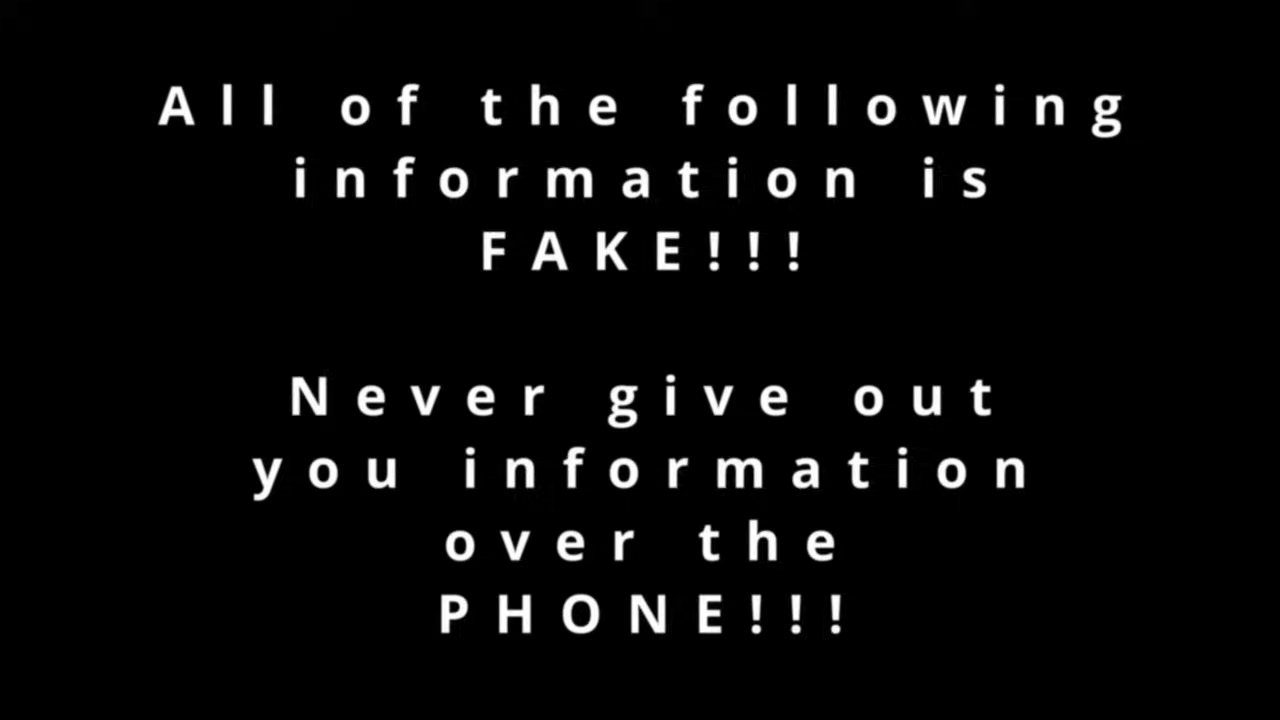 All of the following
information is
FAKE!!!
Never give out
you information
over the
PHONE!!!